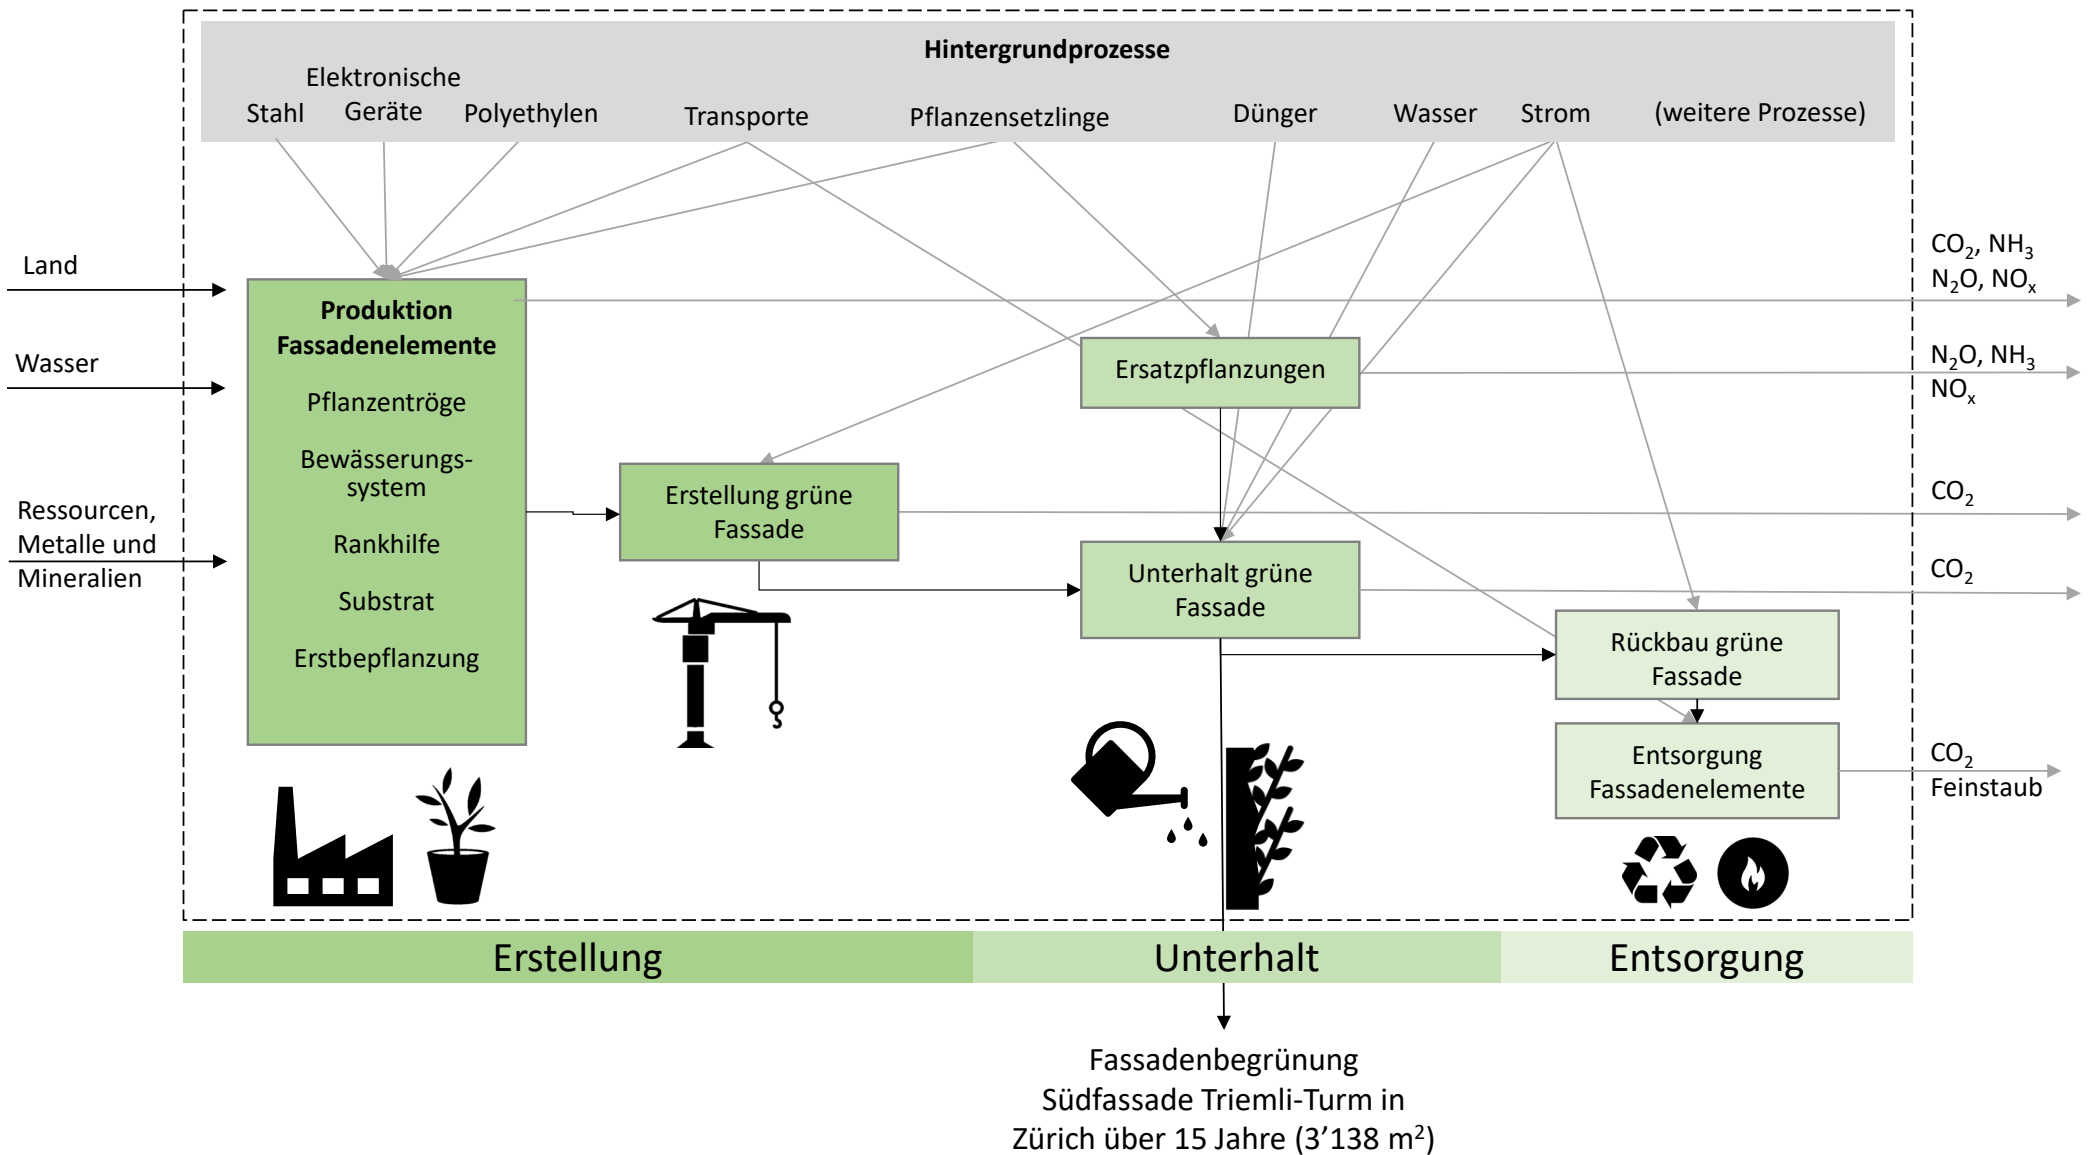 Hintergrundprozesse
Stahl
Elektronische
Geräte
Polyethylen
Transporte
Pflanzensetzlinge
Dünger
Wasser
Strom
(weitere Prozesse)
Land
Wasser
Ressourcen,
Metalle und
Mineralien
Produktion
Fassadenelemente
Pflanzentröge
Bewässerungs-
system
Rankhilfe
Substrat
Erstbepflanzung
Erstellung grüne
Fassade
Ersatzpflanzungen
Unterhalt grüne
Fassade
Rückbau grüne
Fassade
Entsorgung
Fassadenelemente
CO₂, NH₃
N₂O, NOₓ
N₂O, NH₃
NOₓ
CO₂
CO₂
CO₂
Feinstaub
Erstellung
Unterhalt
Entsorgung
Fassadenbegrünung
Südfassade Triemli-Turm in
Zürich über 15 Jahre (3’138 m²)